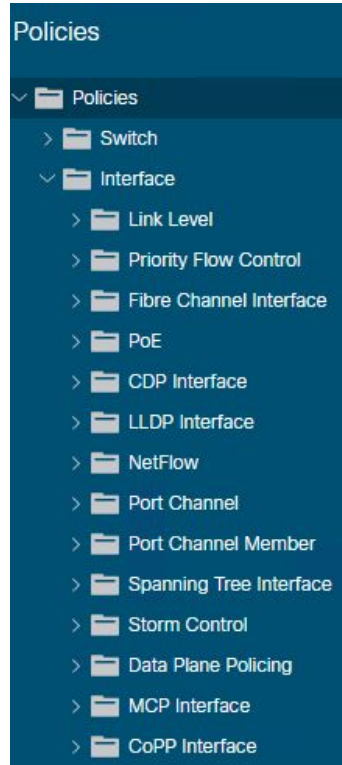 Policies
Policies
Switch
Interface
Link Level
Priority Flow Control
Fibre Channel Interface
PoE
CDP Interface
LLDP Interface
NetFlow
Port Channel
Port Channel Member
Spanning Tree Interface
Storm Control
Data Plane Policing
MCP Interface
CoPP Interface